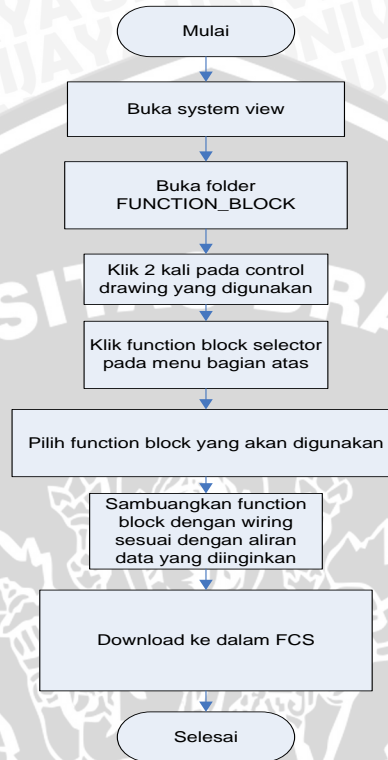 Mulai
Buka system view
Buka folder
FUNCTION_BLOCK
Klik 2 kali pada control
drawing yang digunakan
Klik function block selector
pada menu bagian atas
Pilih function block yang akan digunakan
Sambuangkan function
block dengan wiring
sesuai dengan aliran
data yang diinginkan
Download ke dalam FCS
Selesai